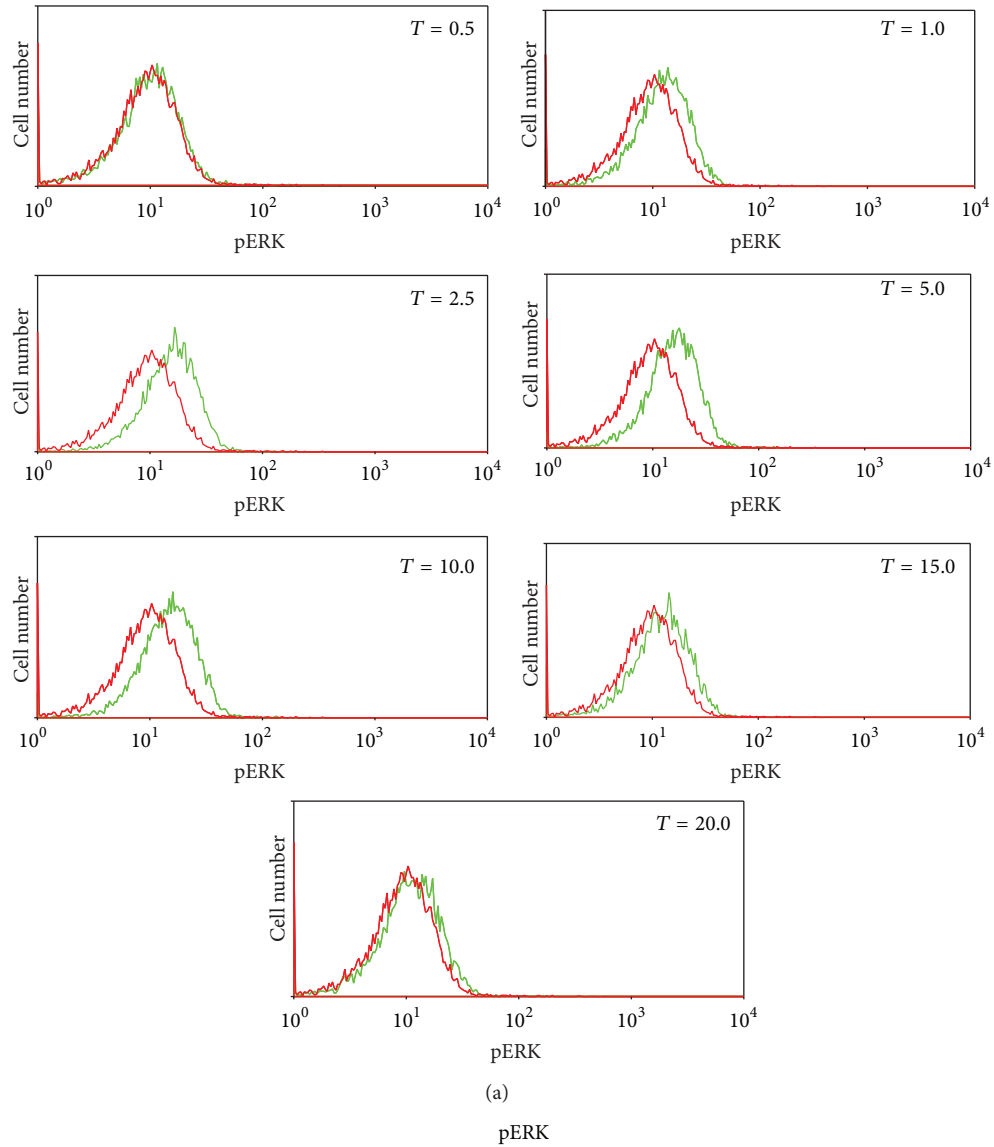 T = 0.5
Cell number
10^0 10^1 10^2 10^3 10^4
pERK
T = 1.0
Cell number
10^0 10^1 10^2 10^3 10^4
pERK
T = 2.5
Cell number
10^0 10^1 10^2 10^3 10^4
pERK
T = 5.0
Cell number
10^0 10^1 10^2 10^3 10^4
pERK
T = 10.0
Cell number
10^0 10^1 10^2 10^3 10^4
pERK
T = 15.0
Cell number
10^0 10^1 10^2 10^3 10^4
pERK
T = 20.0
Cell number
10^0 10^1 10^2 10^3 10^4
pERK
(a)
pERK